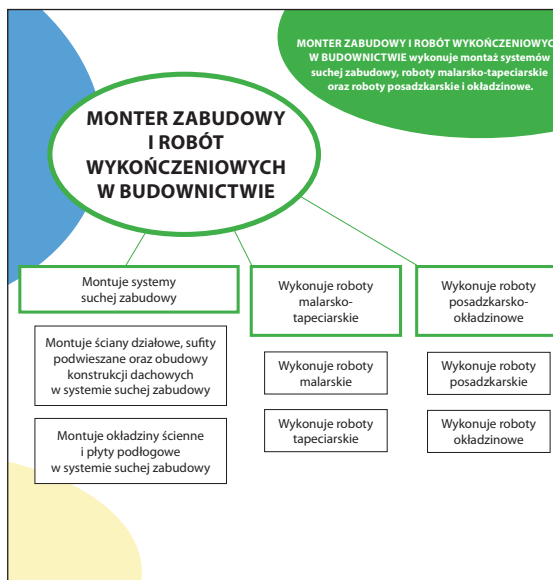 MONTER ZABUDOWY I ROBÓT WYKOŃCZENIOWYCH
W BUDOWNICTWIE wykonuje montaż systemów
suchej zabudowy, roboty malarsko-tapeciarskie
oraz roboty posadzkarskie i okładzinowe.
MONTER ZABUDOWY
I ROBÓT
WYKOŃCZENIOWYCH
W BUDOWNICTWIE
Montuje systemy
suchej zabudowy
Montuje ściany działowe, sufity
podwieszane oraz obudowy
konstrukcji dachowych
w systemie suchej zabudowy
Montuje okładziny ścienne
i płyty podłogowe
w systemie suchej zabudowy
Wykonuje roboty
malarsko-
tapeciarskie
Wykonuje roboty
malarskie
Wykonuje roboty
tapeciarskie
Wykonuje roboty
posadzkarsko-
okładzinowe
Wykonuje roboty
posadzkarskie
Wykonuje roboty
okładzinowe